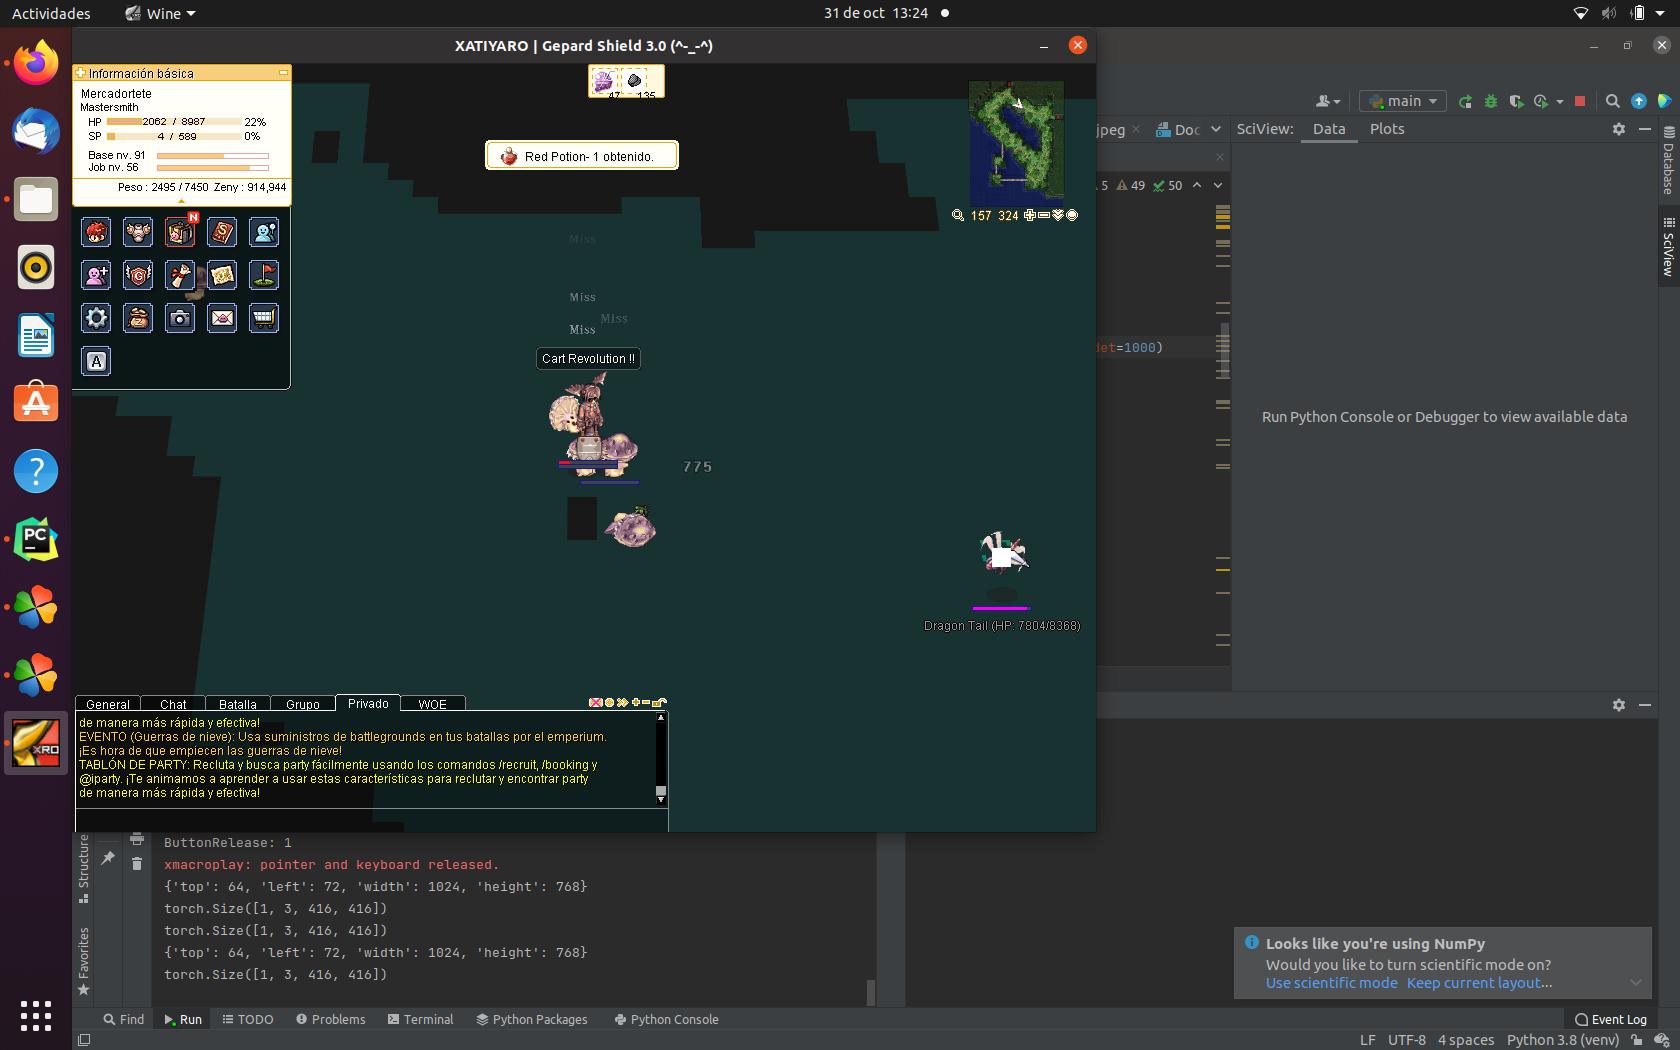 Actividades
Wine
31 de oct 13:24
XATIYARO | Gepard Shield 3.0 (^-_-^)
Información básica
Mercadortete
Mastersmith
HP 2062 / 8987 22%
SP 4 / 589 0%
Base nv. 91
Job nv. 56
Peso : 2495 / 7450 Zeny : 914,944
N
G
S
A
47 135
Red Potion- 1 obtenido.
157 324
Miss
Miss
Miss
Miss
Cart Revolution !!
775
Dragon Tail (HP: 7804/8368)
General Chat Batalla Grupo Privado WOE
de manera más rápida y efectiva!
EVENTO (Guerras de nieve): Usa suministros de battlegrounds en tus batallas por el emperium.
¡Es hora de que empiecen las guerras de nieve!
TABLÓN DE PARTY: Recluta y busca party fácilmente usando los comandos /recruit, /booking y
@iparty. ¡Te animamos a aprender a usar estas características para reclutar y encontrar party
de manera más rápida y efectiva!
main
jpeg
Doc
SciView: Data Plots
5 49 50
det=1000)
Run Python Console or Debugger to view available data
Database
SciView
PC
XRO
Structure
Favorites
ButtonRelease: 1
xmacroplay: pointer and keyboard released.
{'top': 64, 'left': 72, 'width': 1024, 'height': 768}
torch.Size([1, 3, 416, 416])
torch.Size([1, 3, 416, 416])
{'top': 64, 'left': 72, 'width': 1024, 'height': 768}
torch.Size([1, 3, 416, 416])
Looks like you're using NumPy
Would you like to turn scientific mode on?
Use scientific mode Keep current layout...
Find Run TODO Problems Terminal Python Packages Python Console Event Log
LF UTF-8 4 spaces Python 3.8 (venv)